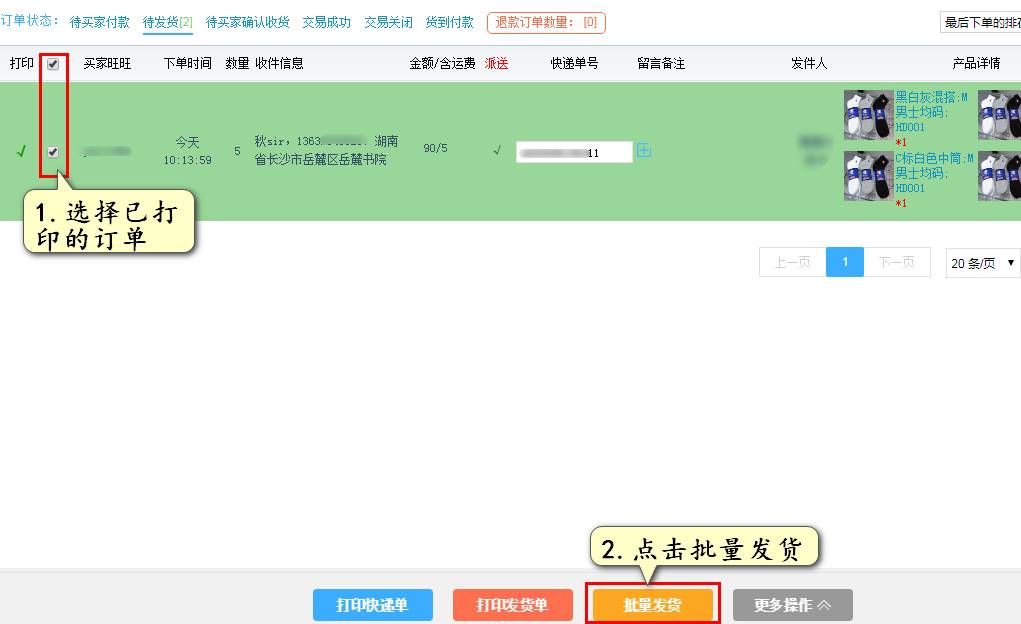 订单状态： 待买家付款 待发货[2] 待买家确认收货 交易成功 交易关闭 货到付款 退款订单数量： [0] 最后下单的排在
打印 买家旺旺 下单时间 数量 收件信息 金额/含运费 派送 快递单号 留言备注 发件人 产品详情
今天
10:13:59
5
秋sir，1363 湖南
省长沙市岳麓区岳麓书院
90/5
11
黑白灰混搭;M
男士均码;
HD001
*1
C标白色中筒;M
男士均码;
HD001
*1
1.选择已打
印的订单
上一页 1 下一页 20 条/页
2.点击批量发货
打印快递单 打印发货单 批量发货 更多操作